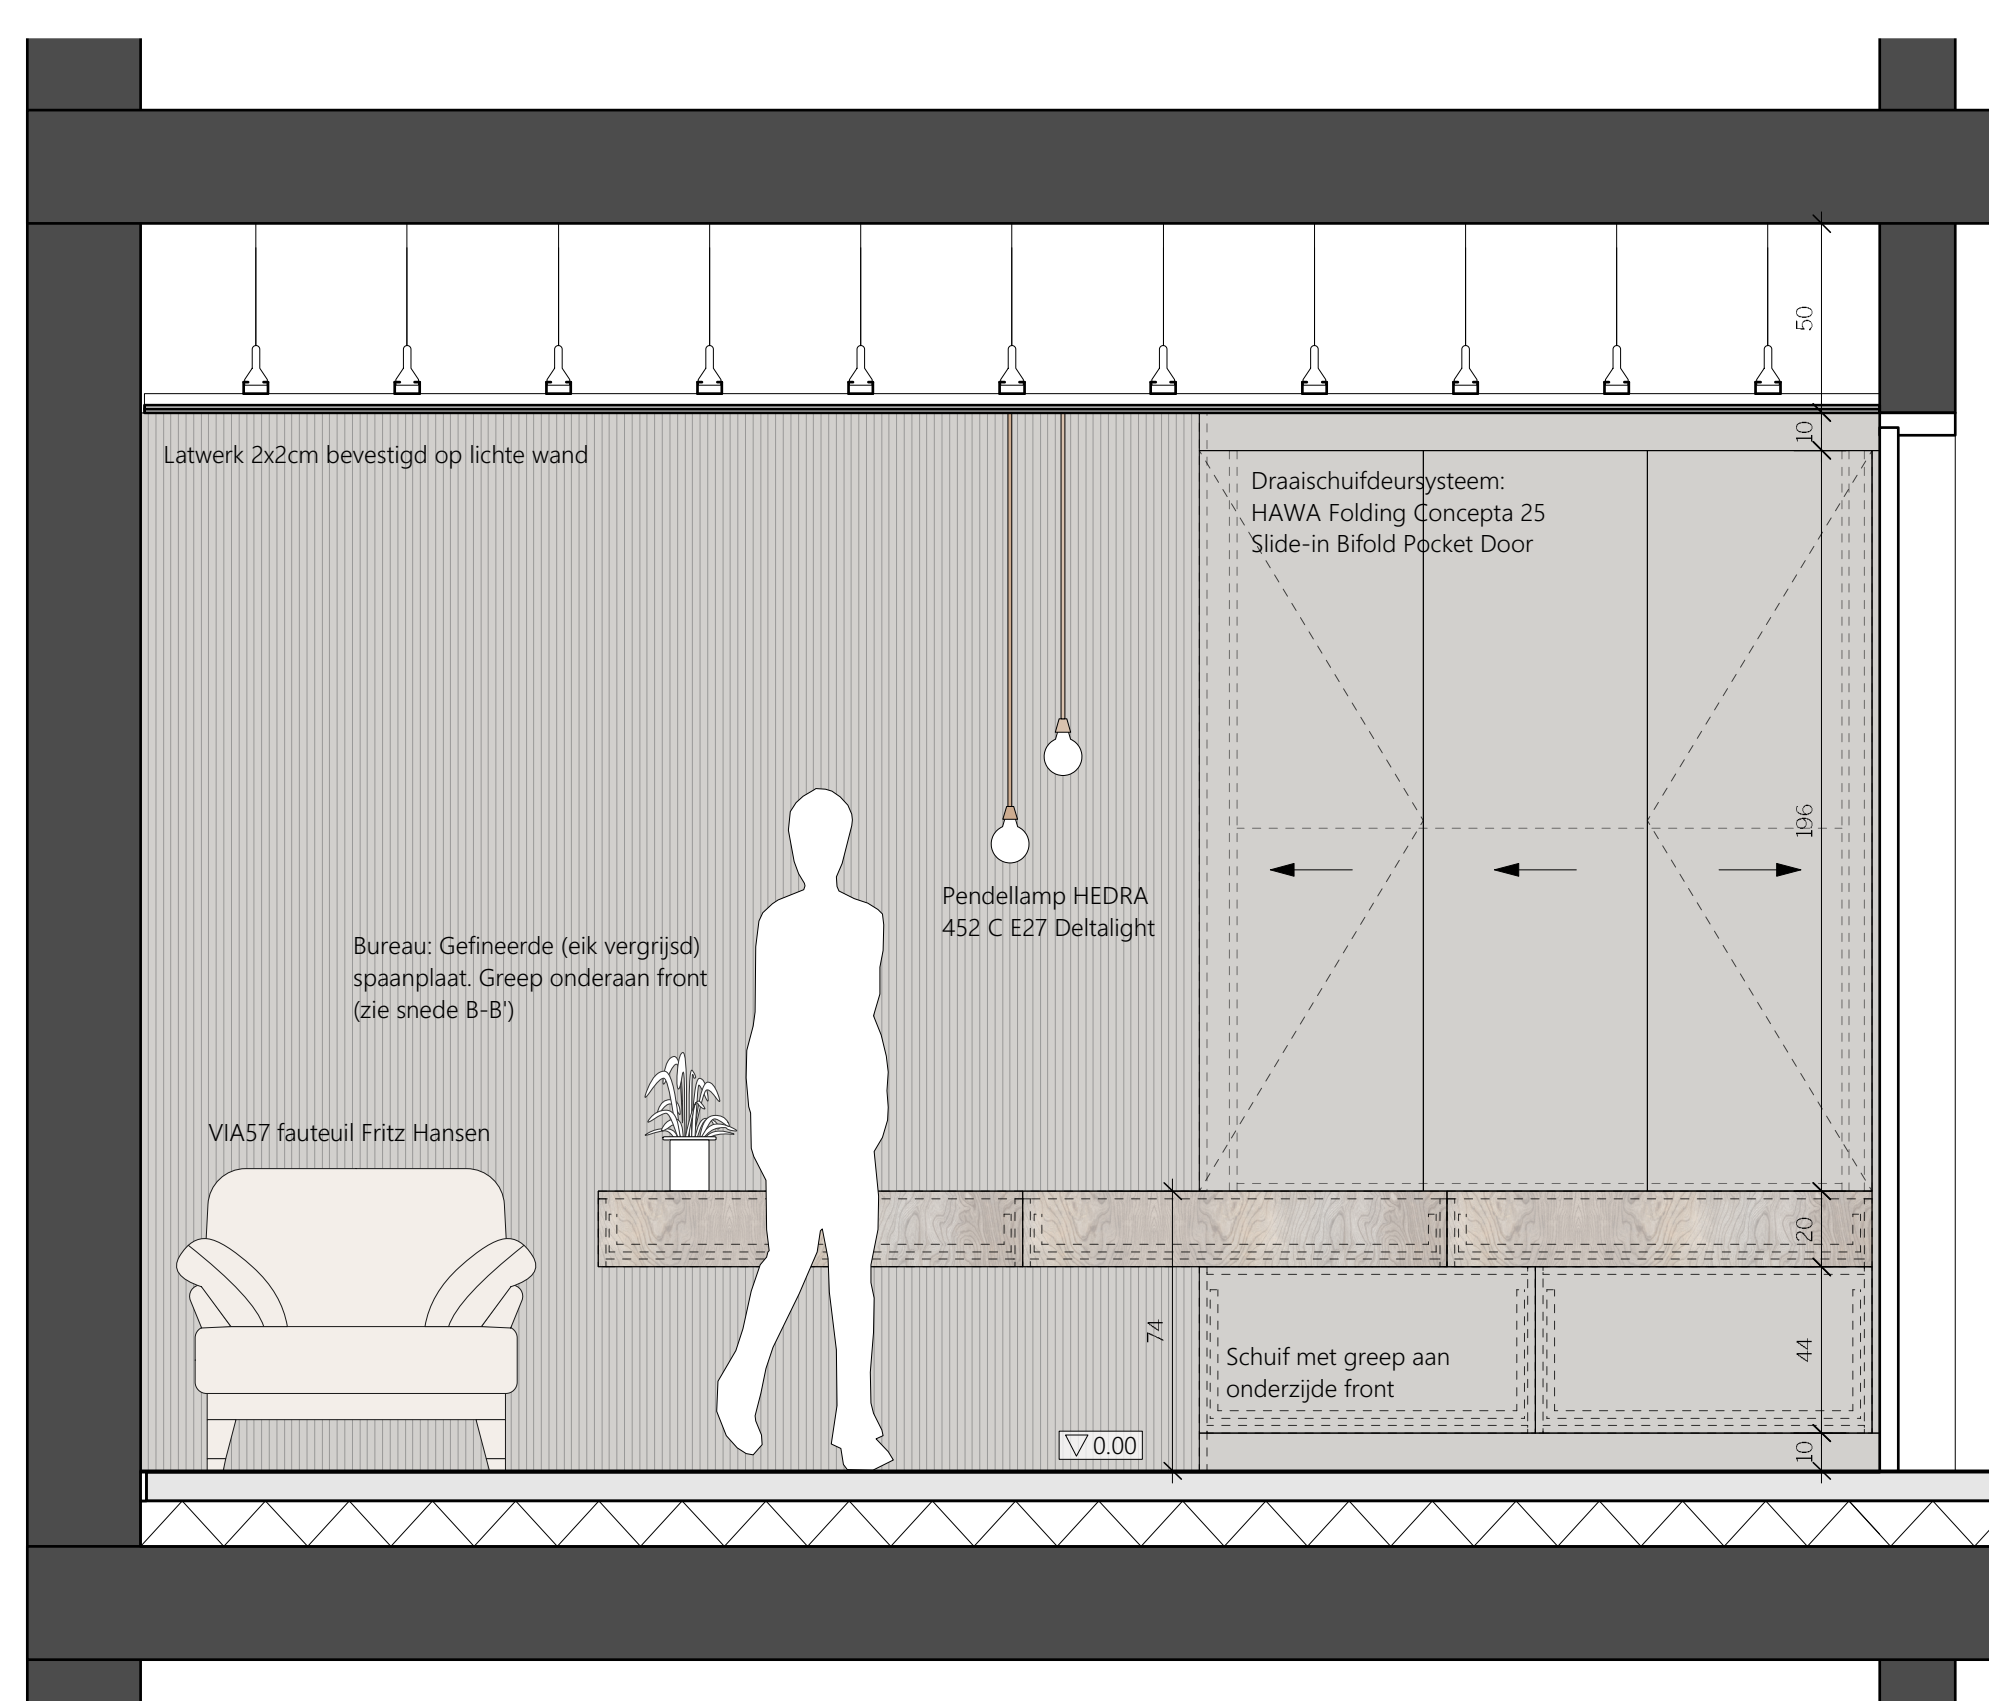 50
10
Latwerk 2x2cm bevestigd op lichte wand
Draaischuifdeursysteem:
HAWA Folding Concepta 25
Slide-in Bifold Pocket Door
196
Pendellamp HEDRA
452 C E27 Deltalight
Bureau: Gefineerde (eik vergrijsd)
spaanplaat. Greep onderaan front
(zie snede B-B')
VIA57 fauteuil Fritz Hansen
20
74
44
Schuif met greep aan
onderzijde front
0.00
10